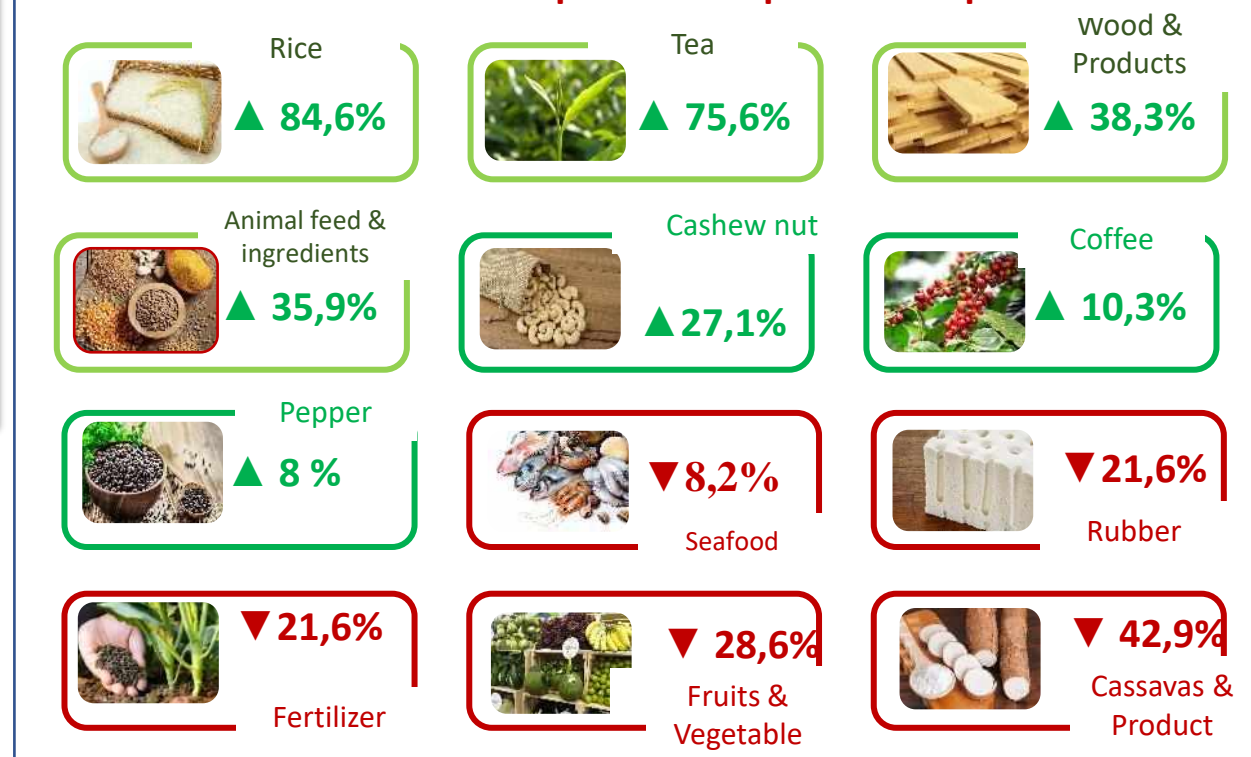 Rice
▲ 84,6%
Tea
▲ 75,6%
Wood &
Products
▲ 38,3%
Animal feed &
ingredients
▲ 35,9%
Cashew nut
▲27,1%
Coffee
▲ 10,3%
Pepper
▲ 8 %
▼8,2%
Seafood
▼21,6%
Rubber
▼21,6%
Fertilizer
▼ 28,6%
Fruits &
Vegetable
▼ 42,9%
Cassavas &
Product